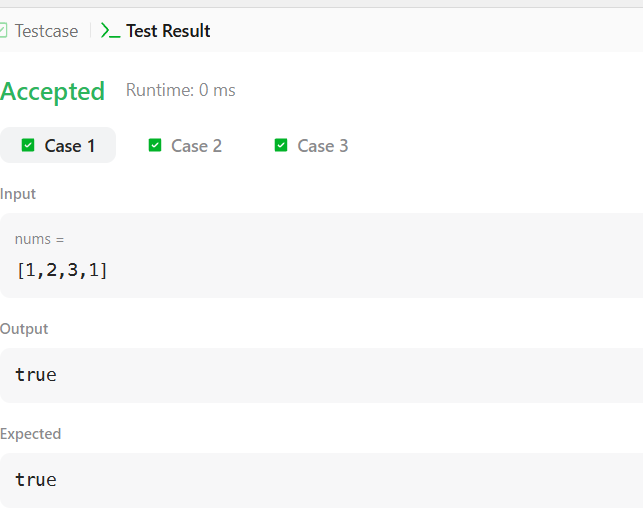 Testcase Test Result
Accepted Runtime: 0 ms
Case 1 Case 2 Case 3
Input
nums =
[1,2,3,1]
Output
true
Expected
true